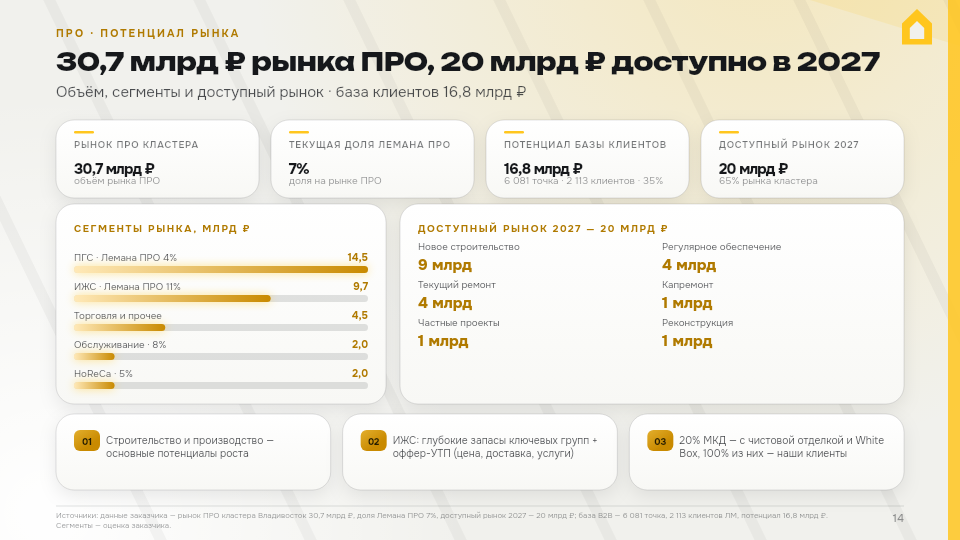 ПРО · ПОТЕНЦИАЛ РЫНКА
30,7 млрд ₽ рынка ПРО, 20 млрд ₽ доступно в 2027
Объём, сегменты и доступный рынок · база клиентов 16,8 млрд ₽
РЫНОК ПРО КЛАСТЕРА
30,7 млрд ₽
объём рынка ПРО
ТЕКУЩАЯ ДОЛЯ ЛЕМАНА ПРО
7%
доля на рынке ПРО
ПОТЕНЦИАЛ БАЗЫ КЛИЕНТОВ
16,8 млрд ₽
6 081 точка · 2 113 клиентов · 35%
ДОСТУПНЫЙ РЫНОК 2027
20 млрд ₽
65% рынка кластера
СЕГМЕНТЫ РЫНКА, МЛРД ₽
ПГС · Лемана ПРО 4% 14,5
ИЖС · Лемана ПРО 11% 9,7
Торговля и прочее 4,5
Обслуживание · 8% 2,0
HoReCa · 5% 2,0
ДОСТУПНЫЙ РЫНОК 2027 — 20 МЛРД ₽
Новое строительство
9 млрд
Регулярное обеспечение
4 млрд
Текущий ремонт
4 млрд
Капремонт
1 млрд
Частные проекты
1 млрд
Реконструкция
1 млрд
01
Строительство и производство —
основные потенциалы роста
02
ИЖС: глубокие запасы ключевых групп +
оффер-УТП (цена, доставка, услуги)
03
20% МКД — с чистовой отделкой и White
Box, 100% из них — наши клиенты
Источники: данные заказчика — рынок ПРО кластера Владивосток 30,7 млрд ₽, доля Лемана ПРО 7%, доступный рынок 2027 — 20 млрд ₽; база B2B — 6 081 точка, 2 113 клиентов ЛМ, потенциал 16,8 млрд ₽.
Сегменты — оценка заказчика.
14